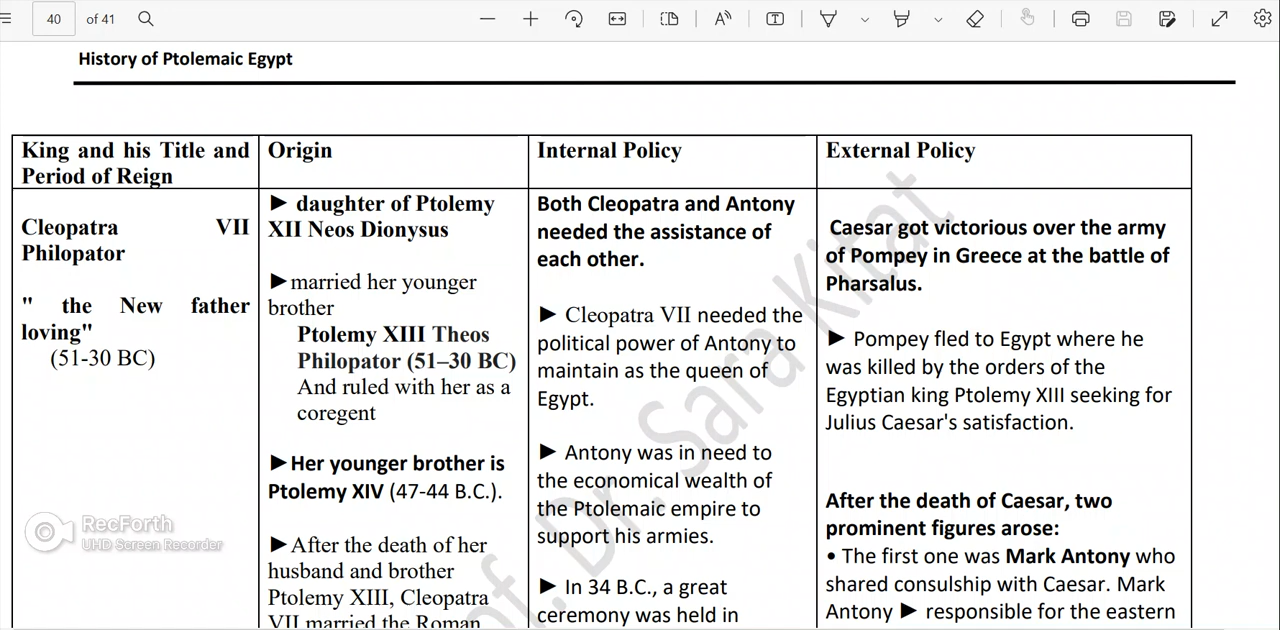 40 of 41
History of Ptolemaic Egypt
King and his Title and
Period of Reign
Origin
Internal Policy
External Policy
Cleopatra VII
Philopator
" the New father
loving"
(51-30 BC)
► daughter of Ptolemy
XII Neos Dionysus
►married her younger
brother
Ptolemy XIII Theos
Philopator (51–30 BC)
And ruled with her as a
coregent
►Her younger brother is
Ptolemy XIV (47-44 B.C.).
►After the death of her
husband and brother
Ptolemy XIII, Cleopatra
VII married the Roman
Both Cleopatra and Antony
needed the assistance of
each other.
► Cleopatra VII needed the
political power of Antony to
maintain as the queen of
Egypt.
► Antony was in need to
the economical wealth of
the Ptolemaic empire to
support his armies.
► In 34 B.C., a great
ceremony was held in
Caesar got victorious over the army
of Pompey in Greece at the battle of
Pharsalus.
► Pompey fled to Egypt where he
was killed by the orders of the
Egyptian king Ptolemy XIII seeking for
Julius Caesar's satisfaction.
After the death of Caesar, two
prominent figures arose:
• The first one was Mark Antony who
shared consulship with Caesar. Mark
Antony ► responsible for the eastern
of. Dr. Sara Kitat
RecForth
UHD Screen Recorder